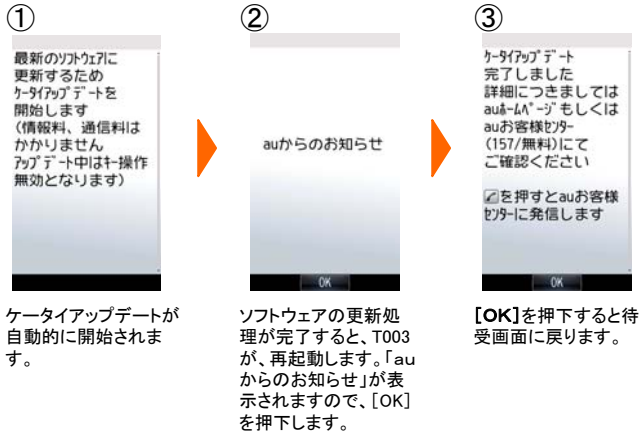 ①
最新のｿﾌﾄｳｪｱに
更新するため
ｹｰﾀｲｱｯﾌﾟﾃﾞｰﾄを
開始します
(情報料、通信料は
かかりません
ｱｯﾌﾟﾃﾞｰﾄ中はｷｰ操作
無効となります)
ケータイアップデートが
自動的に開始されま
す。
②
auからのお知らせ
OK
ソフトウェアの更新処
理が完了すると、T003
が、再起動します。「ａｕ
からのお知らせ」が表
示されますので、[OK]
を押下します。
③
ｹｰﾀｲｱｯﾌﾟﾃﾞｰﾄ
完了しました
詳細につきましては
auﾎｰﾑﾍﾟｰｼﾞもしくは
auお客様ｾﾝﾀｰ
(157/無料)にて
ご確認ください
を押すとauお客様
ｾﾝﾀｰに発信します
OK
[OK]を押下すると待
受画面に戻ります。